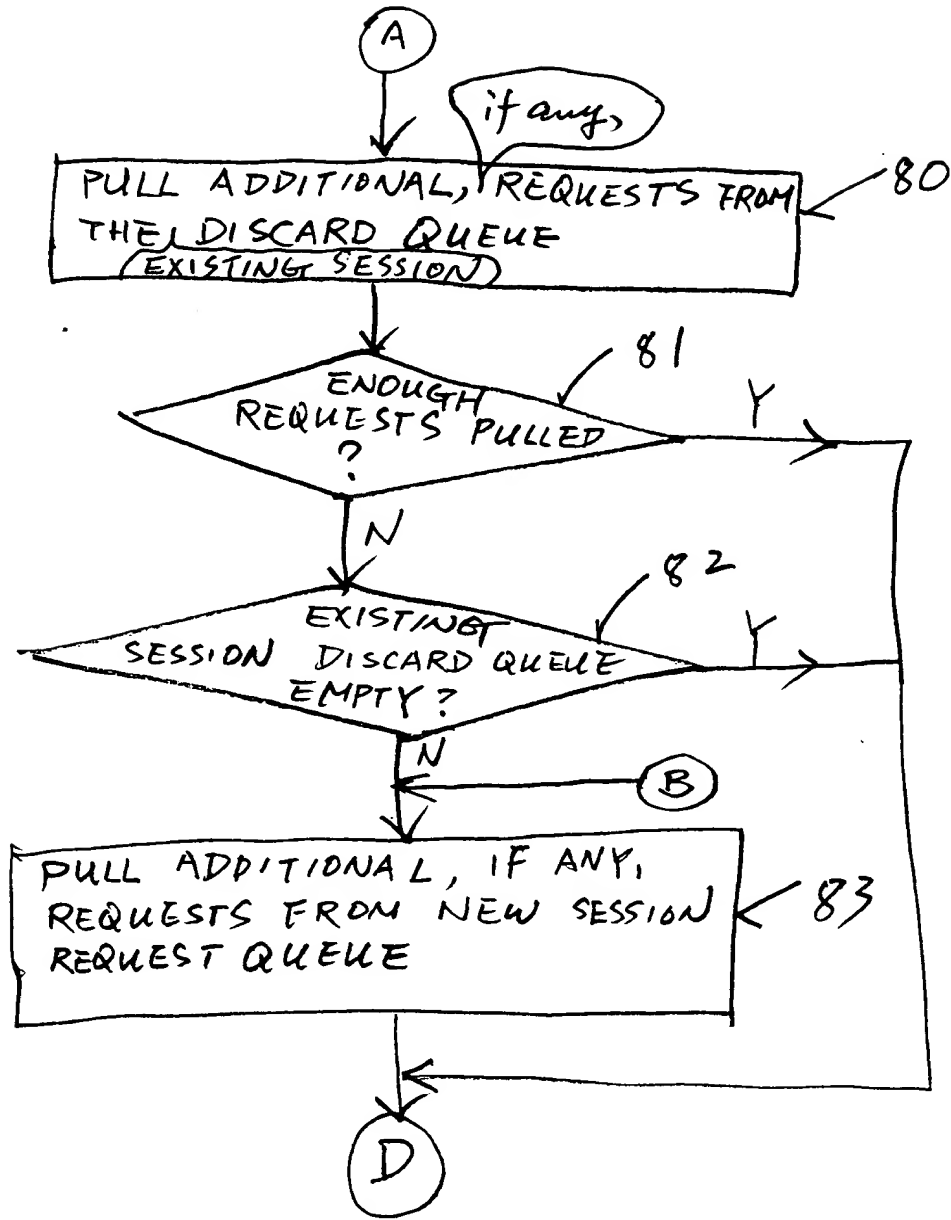 A
if any,
PULL ADDITIONAL, REQUESTS FROM
THE DISCARD QUEUE
EXISTING SESSION
80
81
ENOUGH
REQUESTS PULLED
?
Y
N
82
EXISTING
SESSION DISCARD QUEUE
EMPTY?
Y
N
B
PULL ADDITIONAL, IF ANY,
REQUESTS FROM NEW SESSION
REQUEST QUEUE
83
D